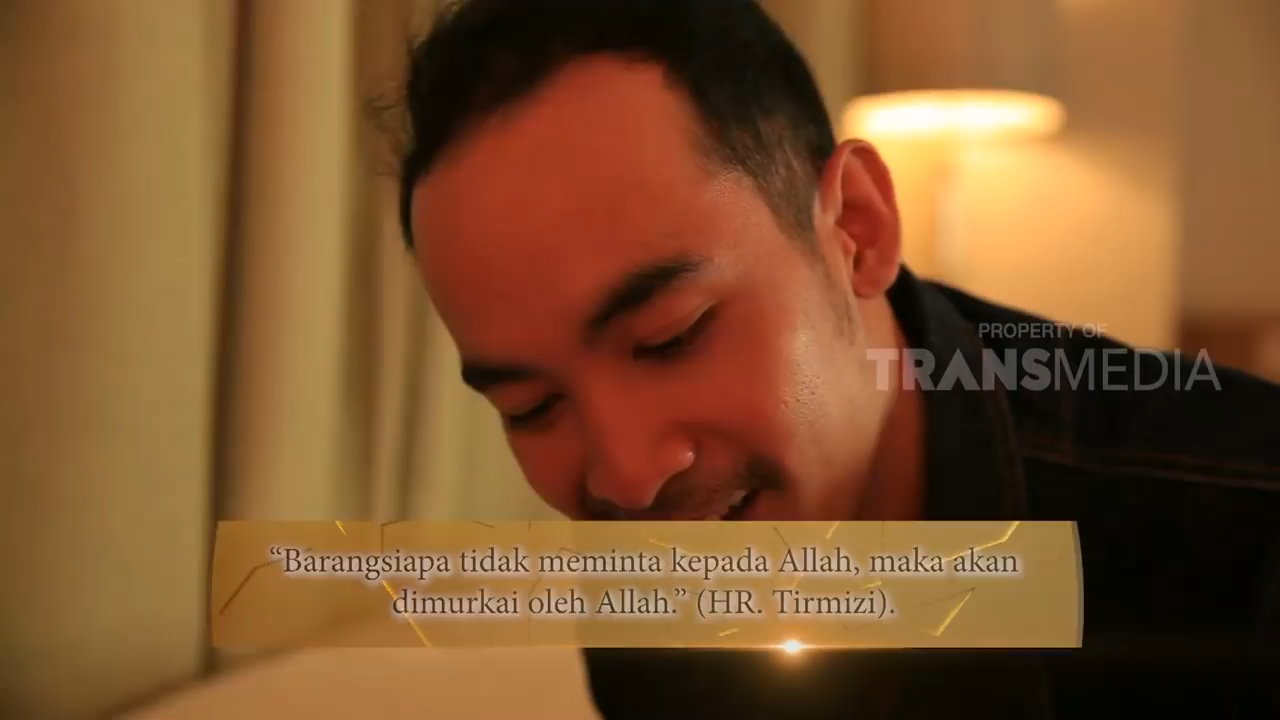 PROPERTY OF
TRANSMEDIA
“Barangsiapa tidak meminta kepada Allah, maka akan
dimurkai oleh Allah.” (HR. Tirmizi).